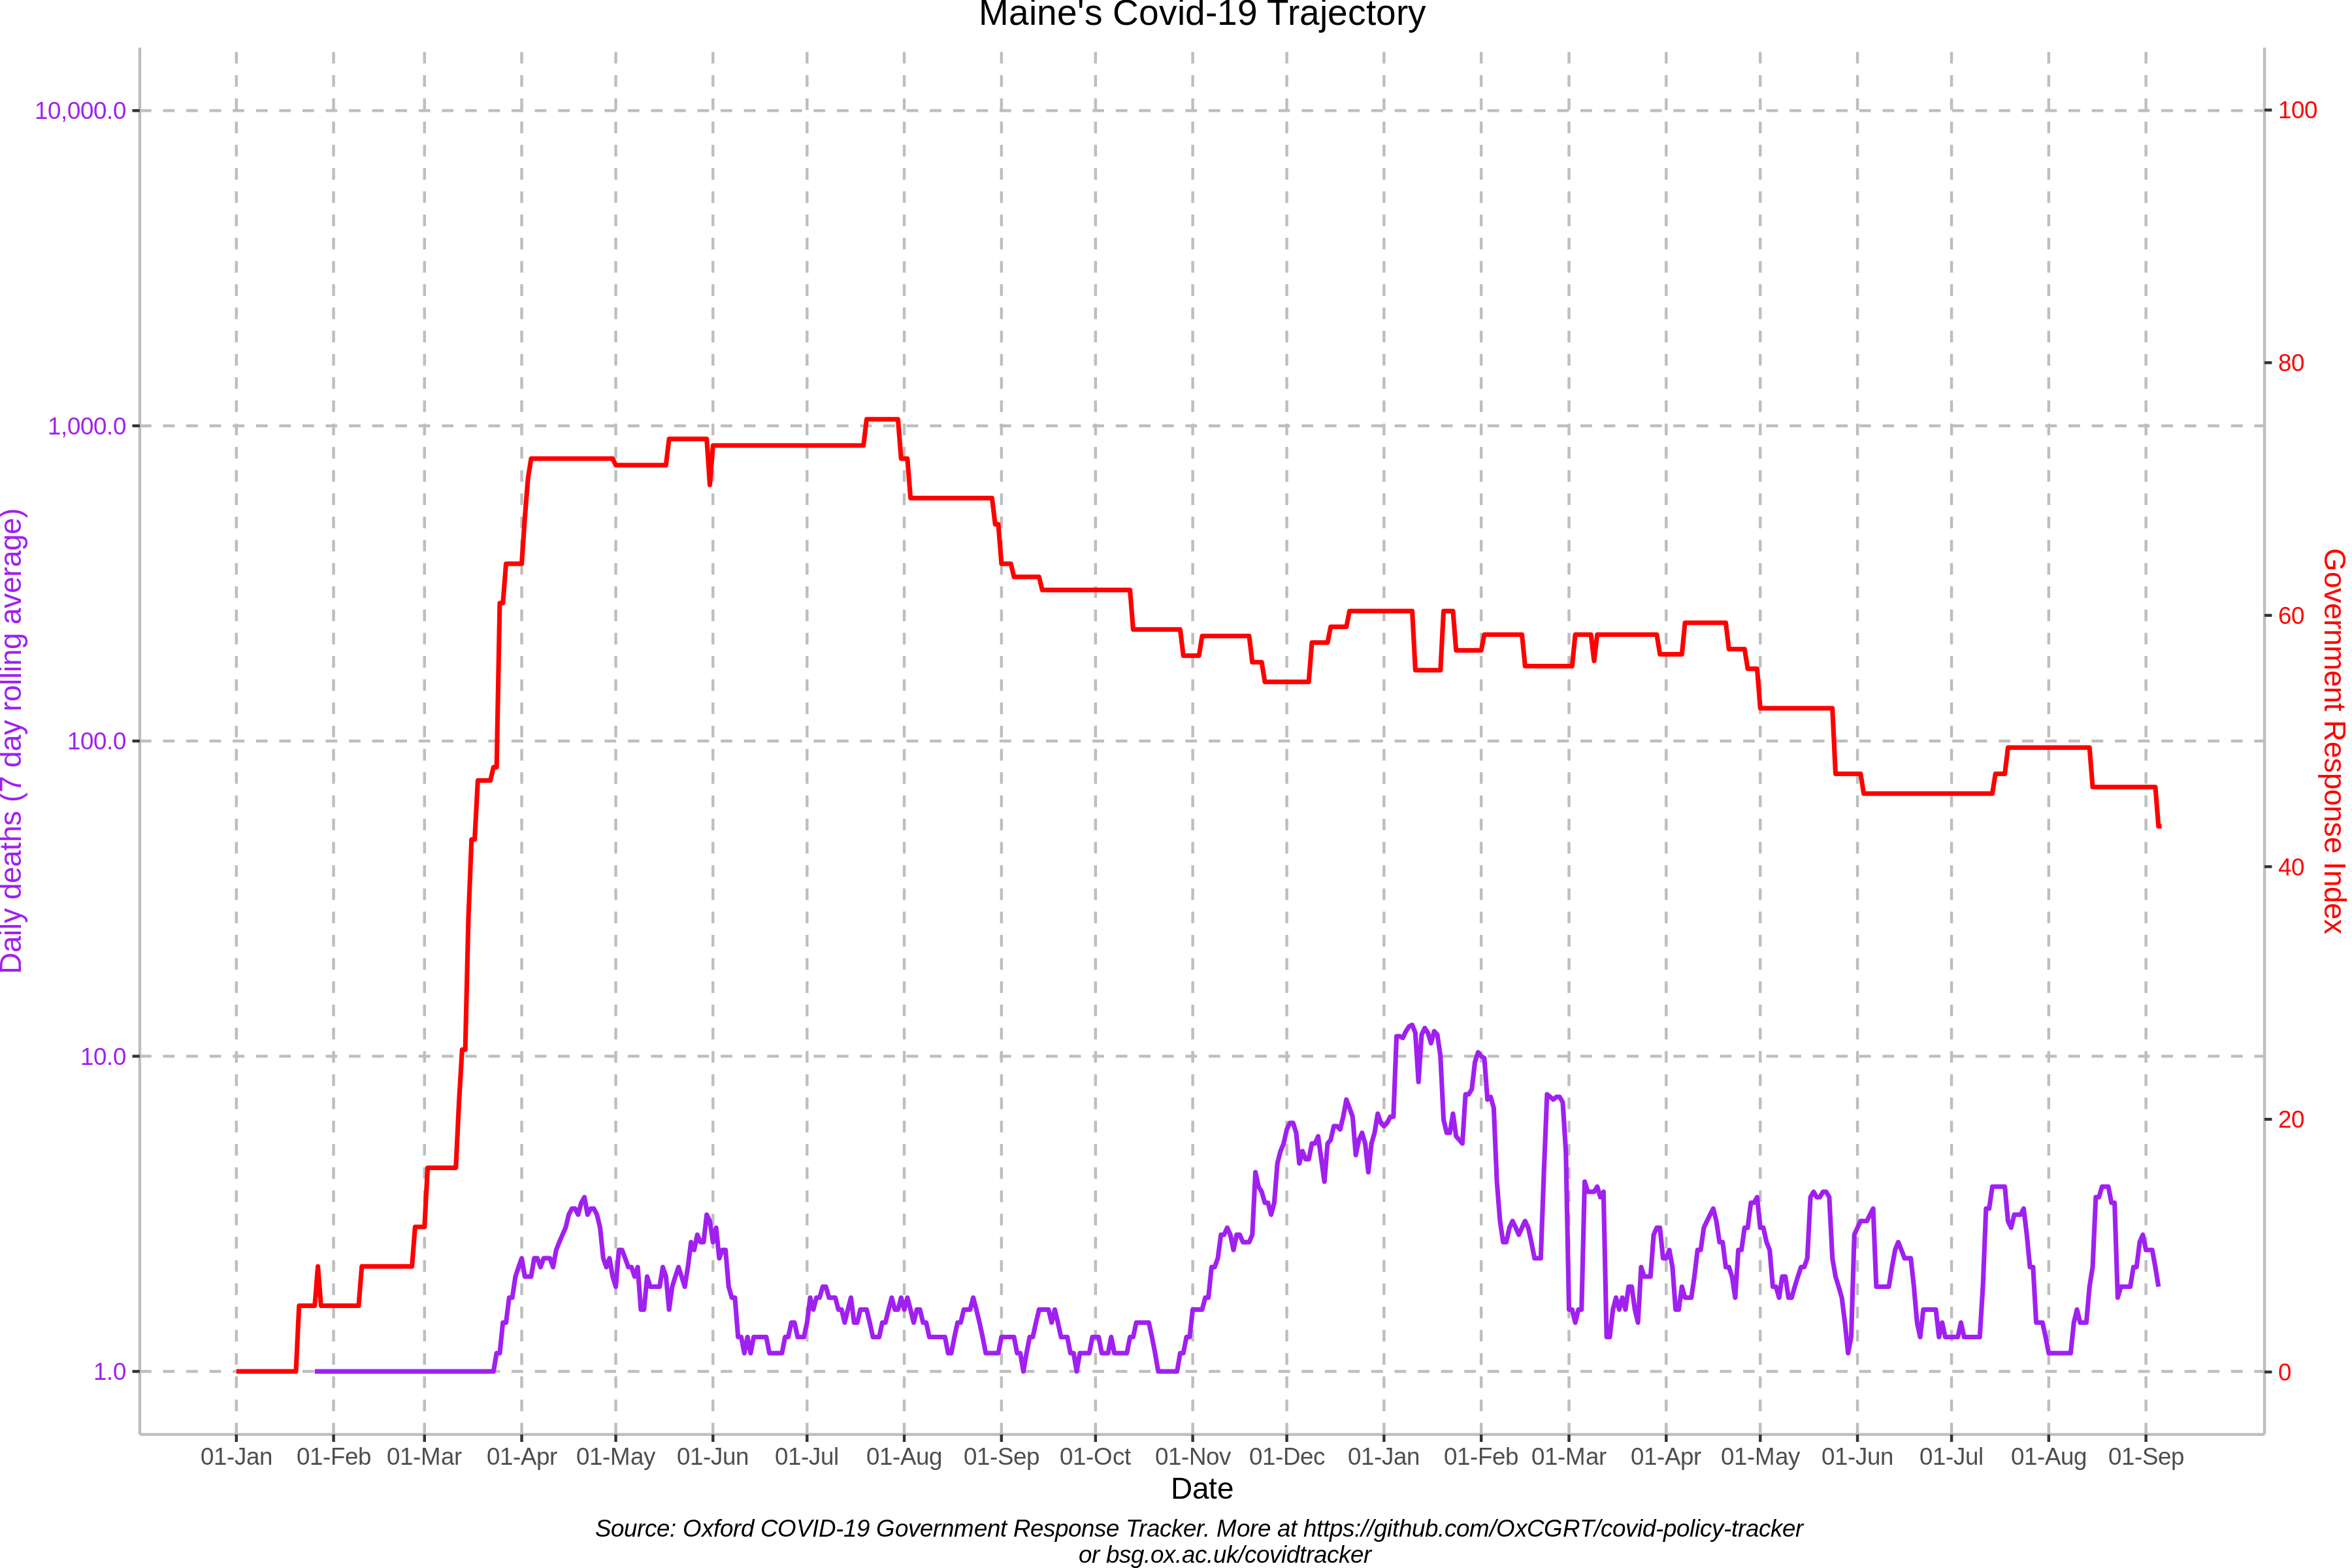 Maine's Covid-19 Trajectory
10,000.0
1,000.0
100.0
10.0
1.0
Daily deaths (7 day rolling average)
100
80
60
40
20
0
Government Response Index
01-Jan 01-Feb 01-Mar 01-Apr 01-May 01-Jun 01-Jul 01-Aug 01-Sep 01-Oct 01-Nov 01-Dec 01-Jan 01-Feb 01-Mar 01-Apr 01-May 01-Jun 01-Jul 01-Aug 01-Sep
Date
Source: Oxford COVID-19 Government Response Tracker. More at https://github.com/OxCGRT/covid-policy-tracker
or bsg.ox.ac.uk/covidtracker